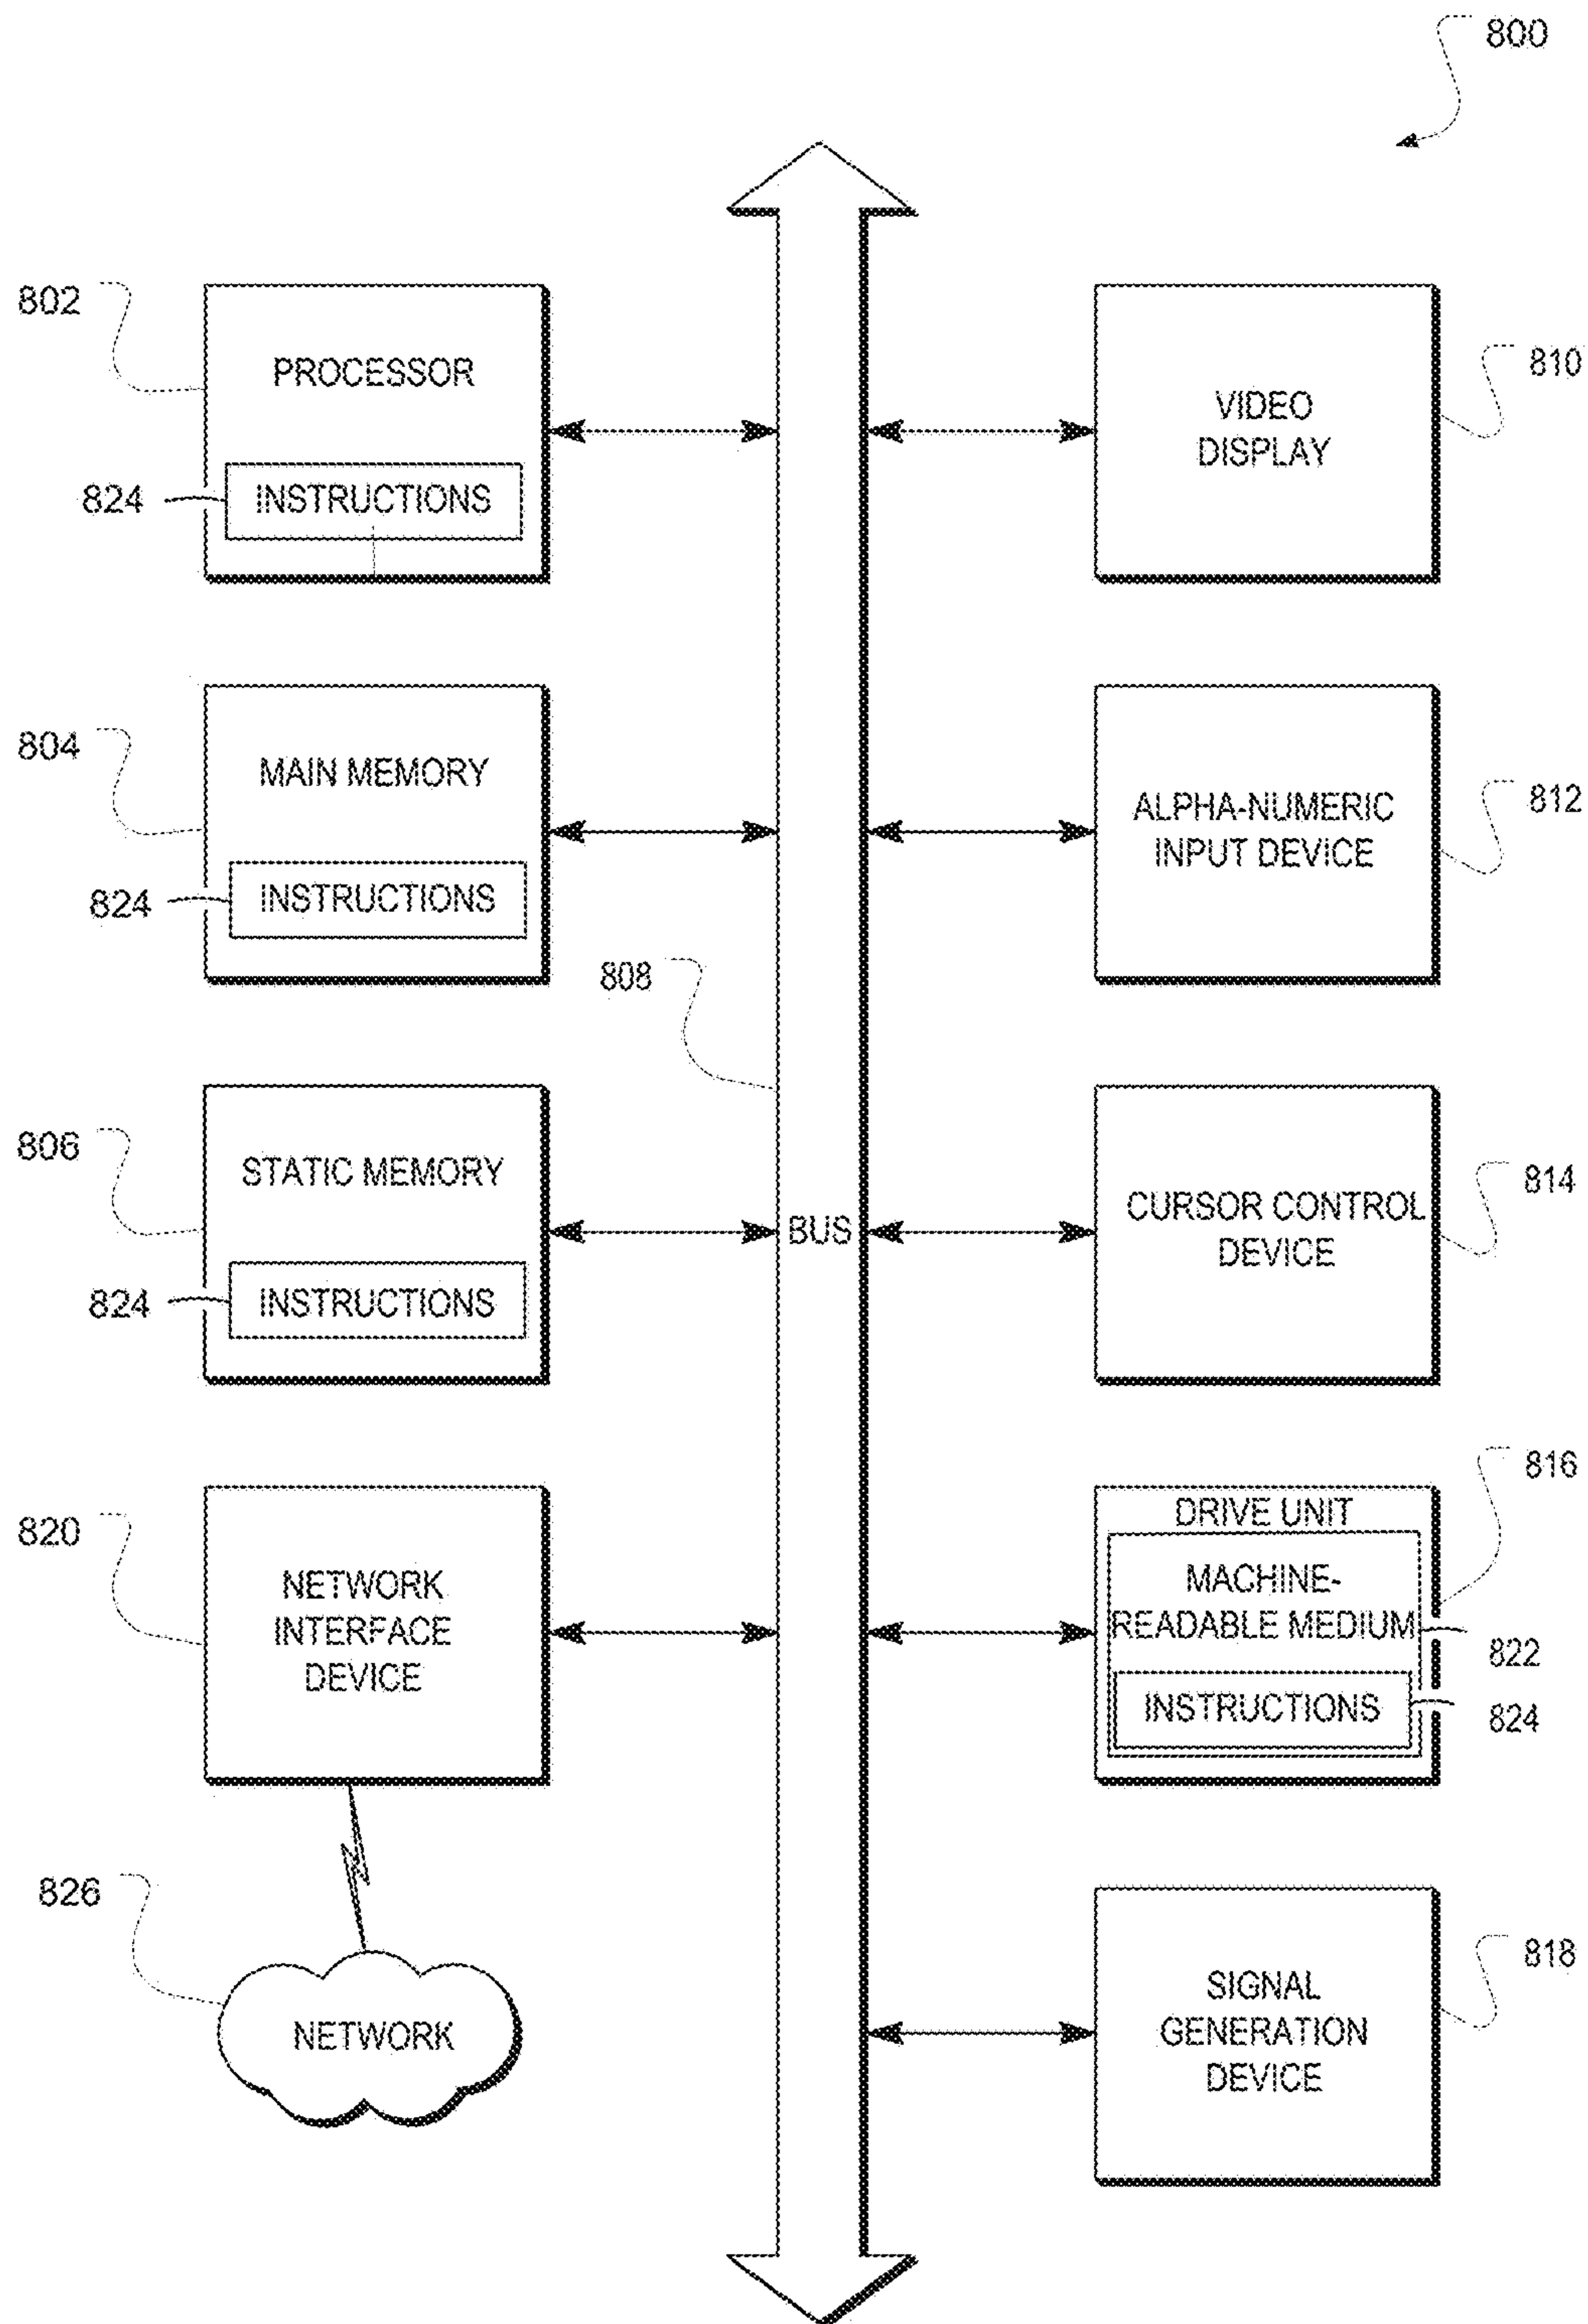 800
802
PROCESSOR
824
INSTRUCTIONS
810
VIDEO
DISPLAY
804
MAIN MEMORY
824
INSTRUCTIONS
812
ALPHA-NUMERIC
INPUT DEVICE
808
BUS
806
STATIC MEMORY
824
INSTRUCTIONS
814
CURSOR CONTROL
DEVICE
820
NETWORK
INTERFACE
DEVICE
816
DRIVE UNIT
MACHINE-
READABLE MEDIUM
822
INSTRUCTIONS
824
826
NETWORK
818
SIGNAL
GENERATION
DEVICE